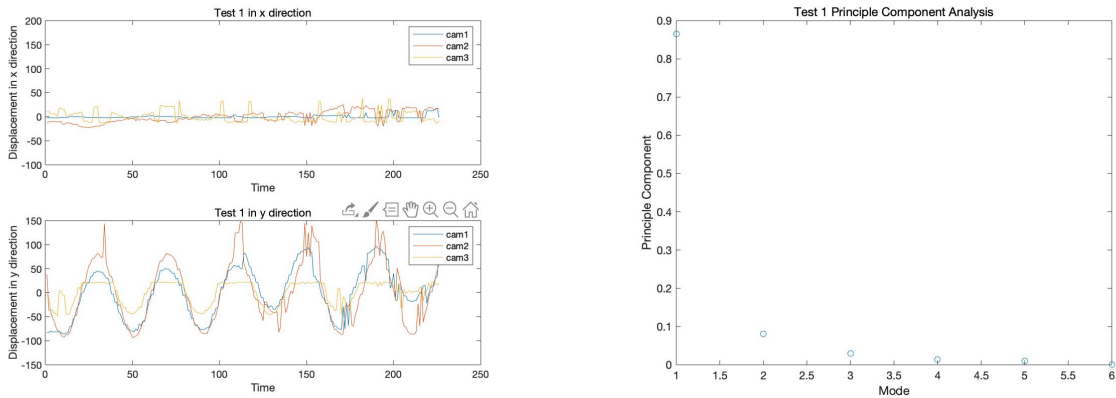 Test 1 in x direction
200
150
100
50
0
-50
-100
Displacement in x direction
cam1
cam2
cam3
0 50 100 150 200 250
Time
Test 1 in y direction
150
100
50
0
-50
-100
-150
Displacement in y direction
cam1
cam2
cam3
0 50 100 150 200 250
Time
Test 1 Principle Component Analysis
0.9
0.8
0.7
0.6
0.5
0.4
0.3
0.2
0.1
0
Principle Component
1 1.5 2 2.5 3 3.5 4 4.5 5 5.5 6
Mode